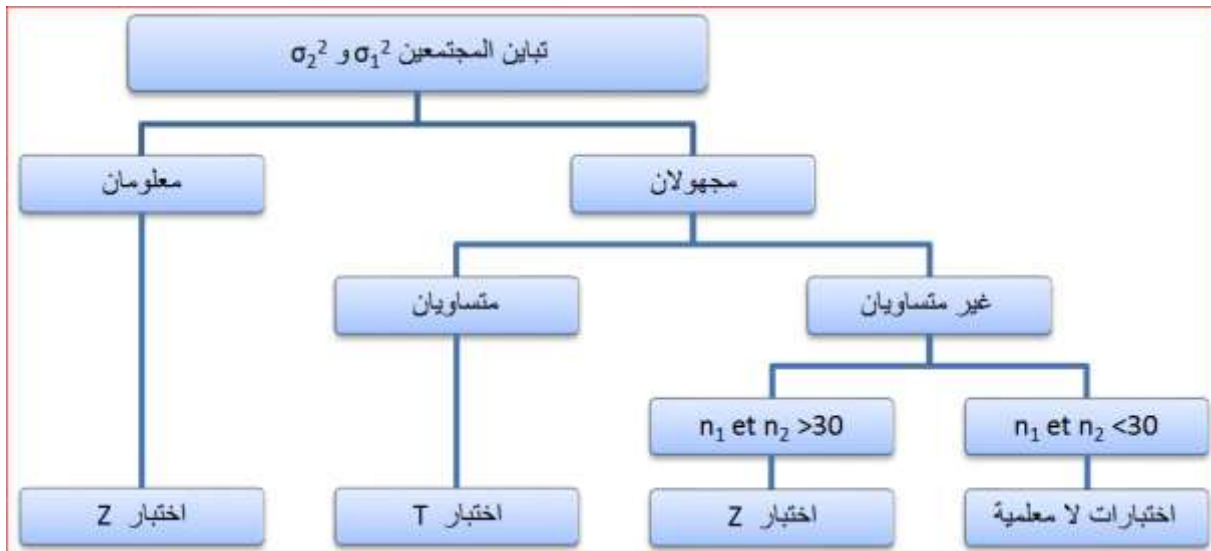 تباين المجتمعين σ₁² و σ₂²
مجهولان
معلومان
غير متساويان
متساويان
n₁ et n₂ <30
n₁ et n₂ >30
اختبارات لا معلمية
اختبار Z
اختبار T
اختبار Z